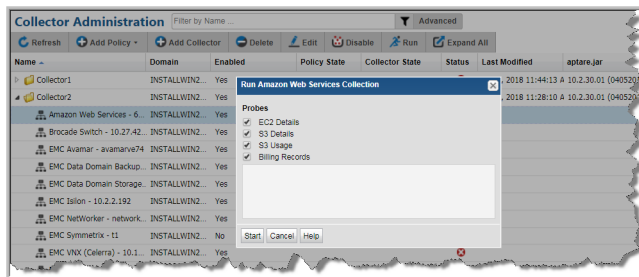 Collector Administration Filter by Name ... Advanced
Refresh Add Policy Add Collector Delete Edit Disable Run Expand All
Name Domain Enabled Policy State Collector State Status Last Modified aptare.jar
Collector1 INSTALLWIN2... Yes , 2018 11:44:13 A 10.2.30.01 (040520
Collector2 INSTALLWIN2... Yes , 2018 11:28:10 A 10.2.30.01 (040520
Run Amazon Web Services Collection
Amazon Web Services - 6... INSTALLWIN2... Yes
Probes
Brocade Switch - 10.27.42... INSTALLWIN2... Yes
EC2 Details
S3 Details
EMC Avamar - avamarve74 INSTALLWIN2... Yes
S3 Usage
Billing Records
EMC Data Domain Backup... INSTALLWIN2... Yes
EMC Data Domain Storage... INSTALLWIN2... Yes
EMC Isilon - 10.2.2.192 INSTALLWIN2... Yes
EMC NetWorker - network... INSTALLWIN2... Yes
EMC Symmetrix - t1 INSTALLWIN2... No
Start Cancel Help
EMC VNX (Celerra) - 10.1... INSTALLWIN2... Yes